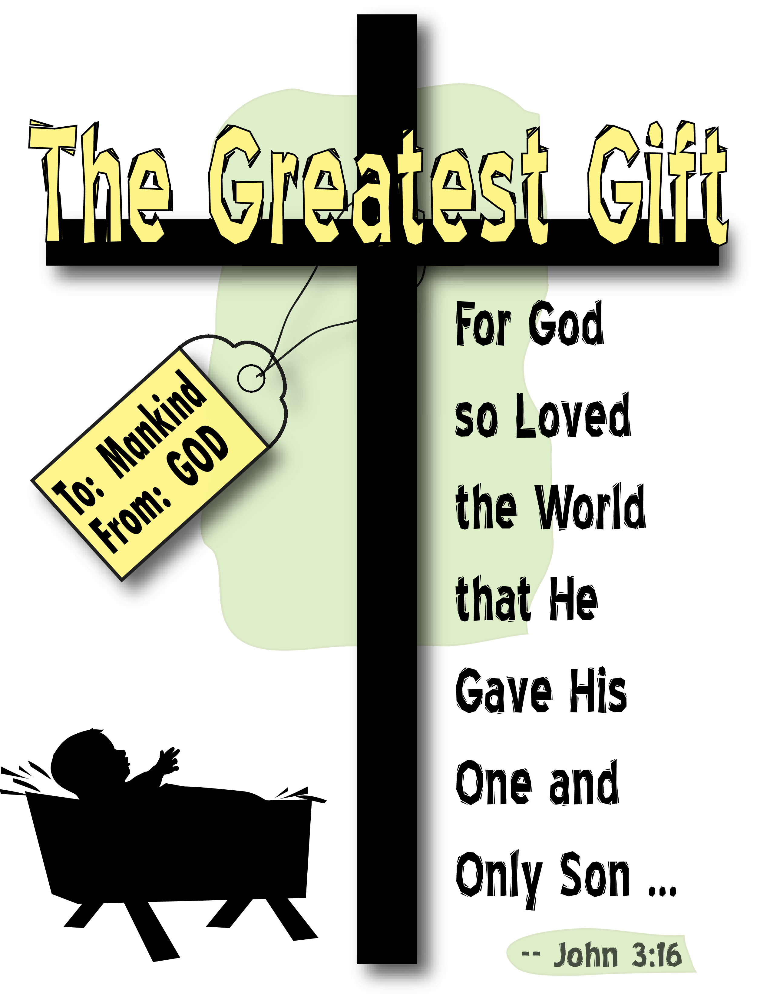 The Greatest Gift
To: Mankind
From: GOD
For God
so Loved
the World
that He
Gave His
One and
Only Son ...
-- John 3:16